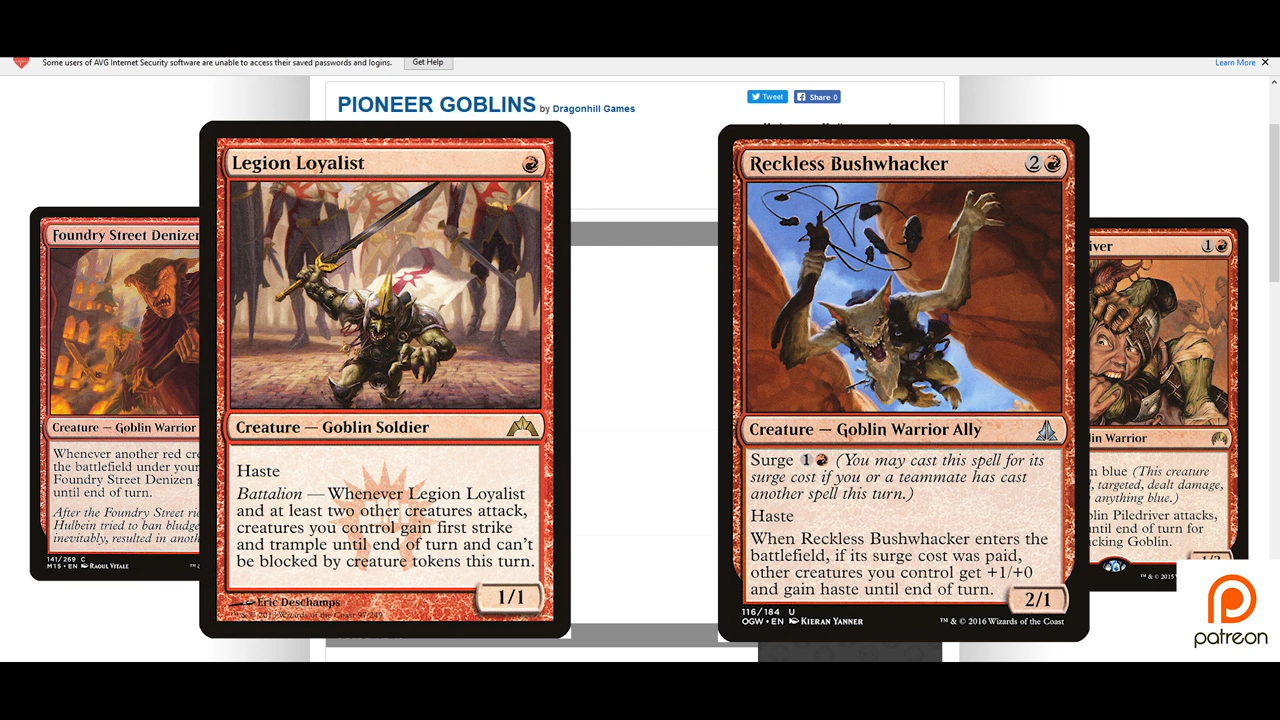 Some users of AVG Internet Security software are unable to access their saved passwords and logins.
Get Help
Learn More
PIONEER GOBLINS by Dragonhill Games
Tweet
Share 0
Foundry Street Denizen
Creature — Goblin Warrior
Whenever another red cre
the battlefield under your
Foundry Street Denizen g
until end of turn.
After the Foundry Street rio
Hulbein tried to ban bludge
inevitably, resulted in anoth
141/269 C
M15 • EN RAOUL VITALE
Legion Loyalist
Creature — Goblin Soldier
Haste
Battalion — Whenever Legion Loyalist
and at least two other creatures attack,
creatures you control gain first strike
and trample until end of turn and can't
be blocked by creature tokens this turn.
Eric Deschamps
1/1
Reckless Bushwhacker
2
Creature — Goblin Warrior Ally
Surge 1 (You may cast this spell for its
surge cost if you or a teammate has cast
another spell this turn.)
Haste
When Reckless Bushwhacker enters the
battlefield, if its surge cost was paid,
other creatures you control get +1/+0
and gain haste until end of turn.
2/1
116/184 U
OGW • EN KIERAN YANNER
™ & © 2016 Wizards of the Coast
iver
1
lin Warrior
m blue (This creature
, targeted, dealt damage,
anything blue.)
blin Piledriver attacks,
until end of turn for
cking Goblin.
™ & © 2015
patreon